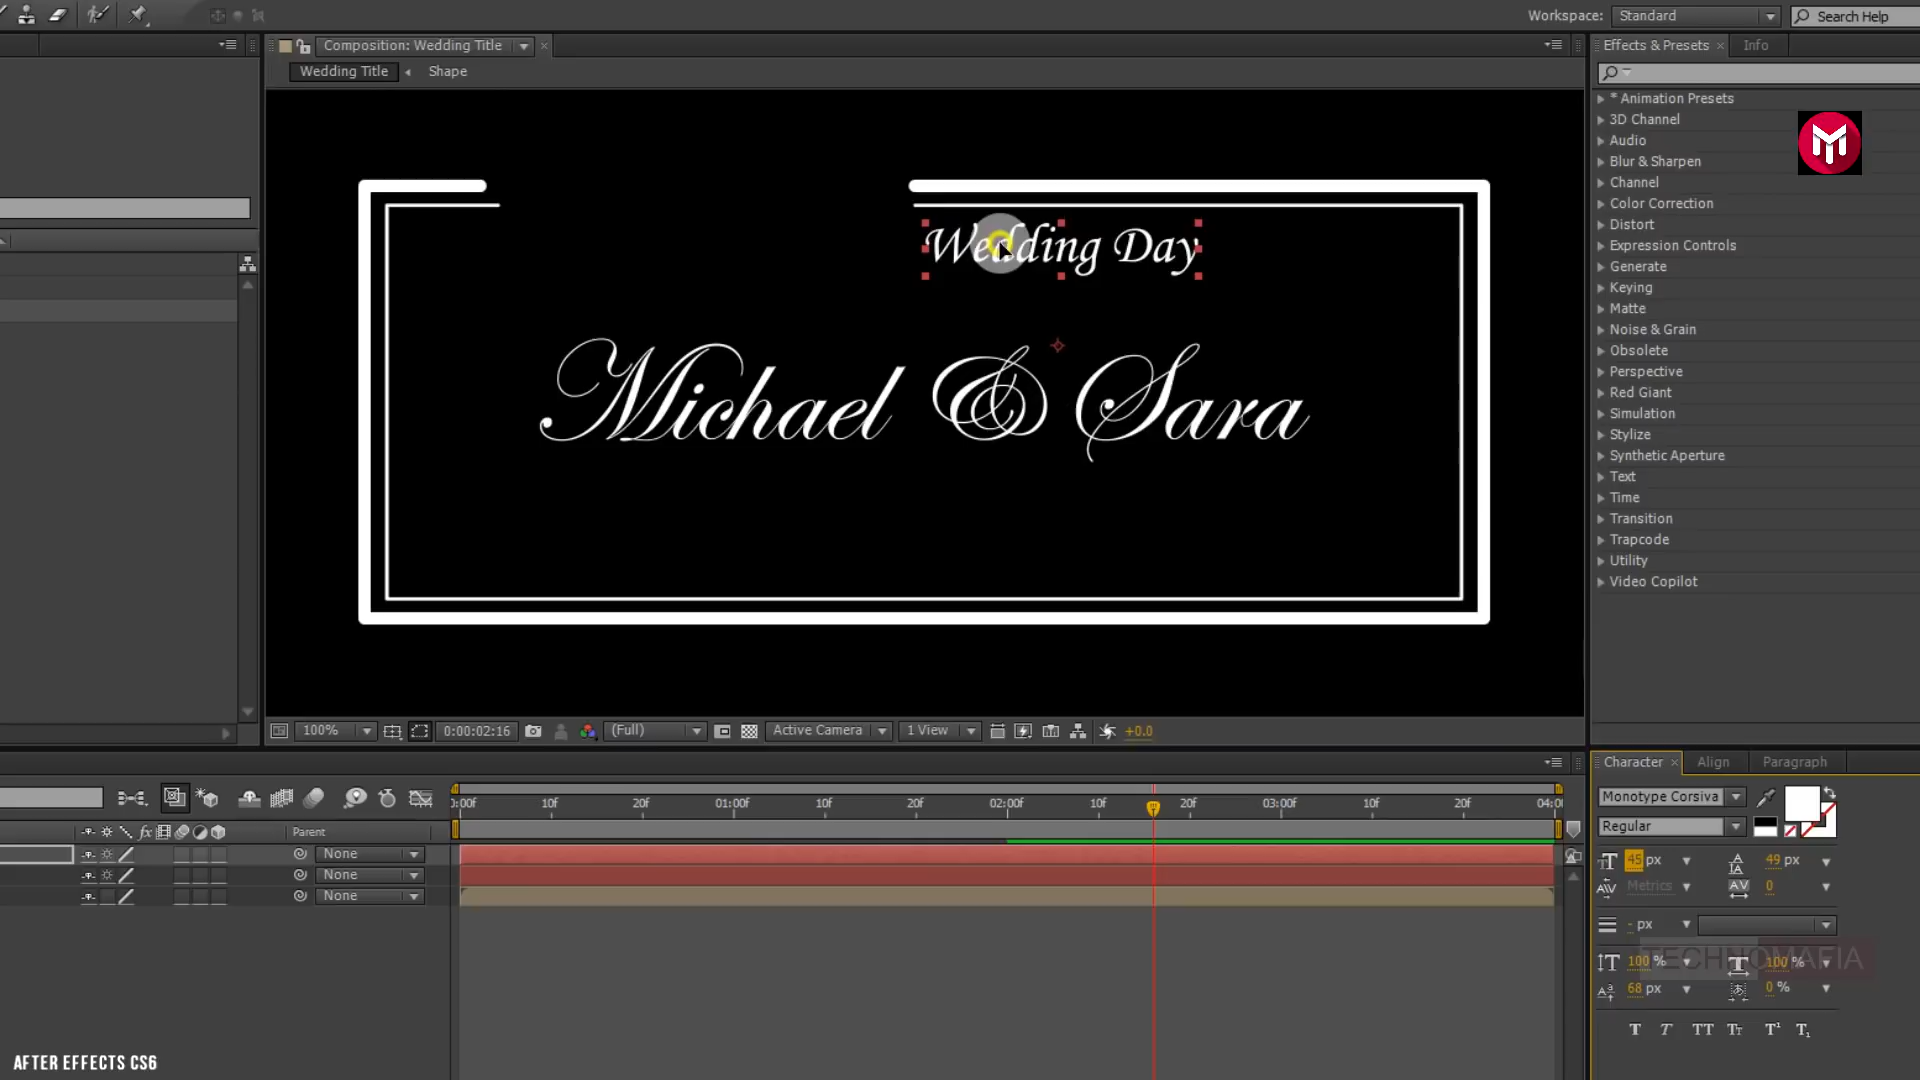 Workspace: Standard Search Help
Composition: Wedding Title
Effects & Presets Info
Wedding Title Shape
* Animation Presets
3D Channel
Audio
Blur & Sharpen
Channel
Color Correction
Distort
Expression Controls
Generate
Keying
Matte
Noise & Grain
Obsolete
Perspective
Red Giant
Simulation
Stylize
Synthetic Aperture
Text
Time
Transition
Trapcode
Utility
Video Copilot
Wedding Day
Michael & Sara
100% 0:00:02:16 (Full) Active Camera 1 View +0.0
Character Align Paragraph
):00f 10f 20f 01:00f 10f 20f 02:00f 10f 20f 03:00f 10f 20f 04:0(
Parent
None
None
None
Monotype Corsiva
Regular
45 px 49 px
Metrics 0
- px
100 % 100 %
TECHNOMAFIA
68 px 0 %
T T TT TT T¹ T₁
AFTER EFFECTS CS6